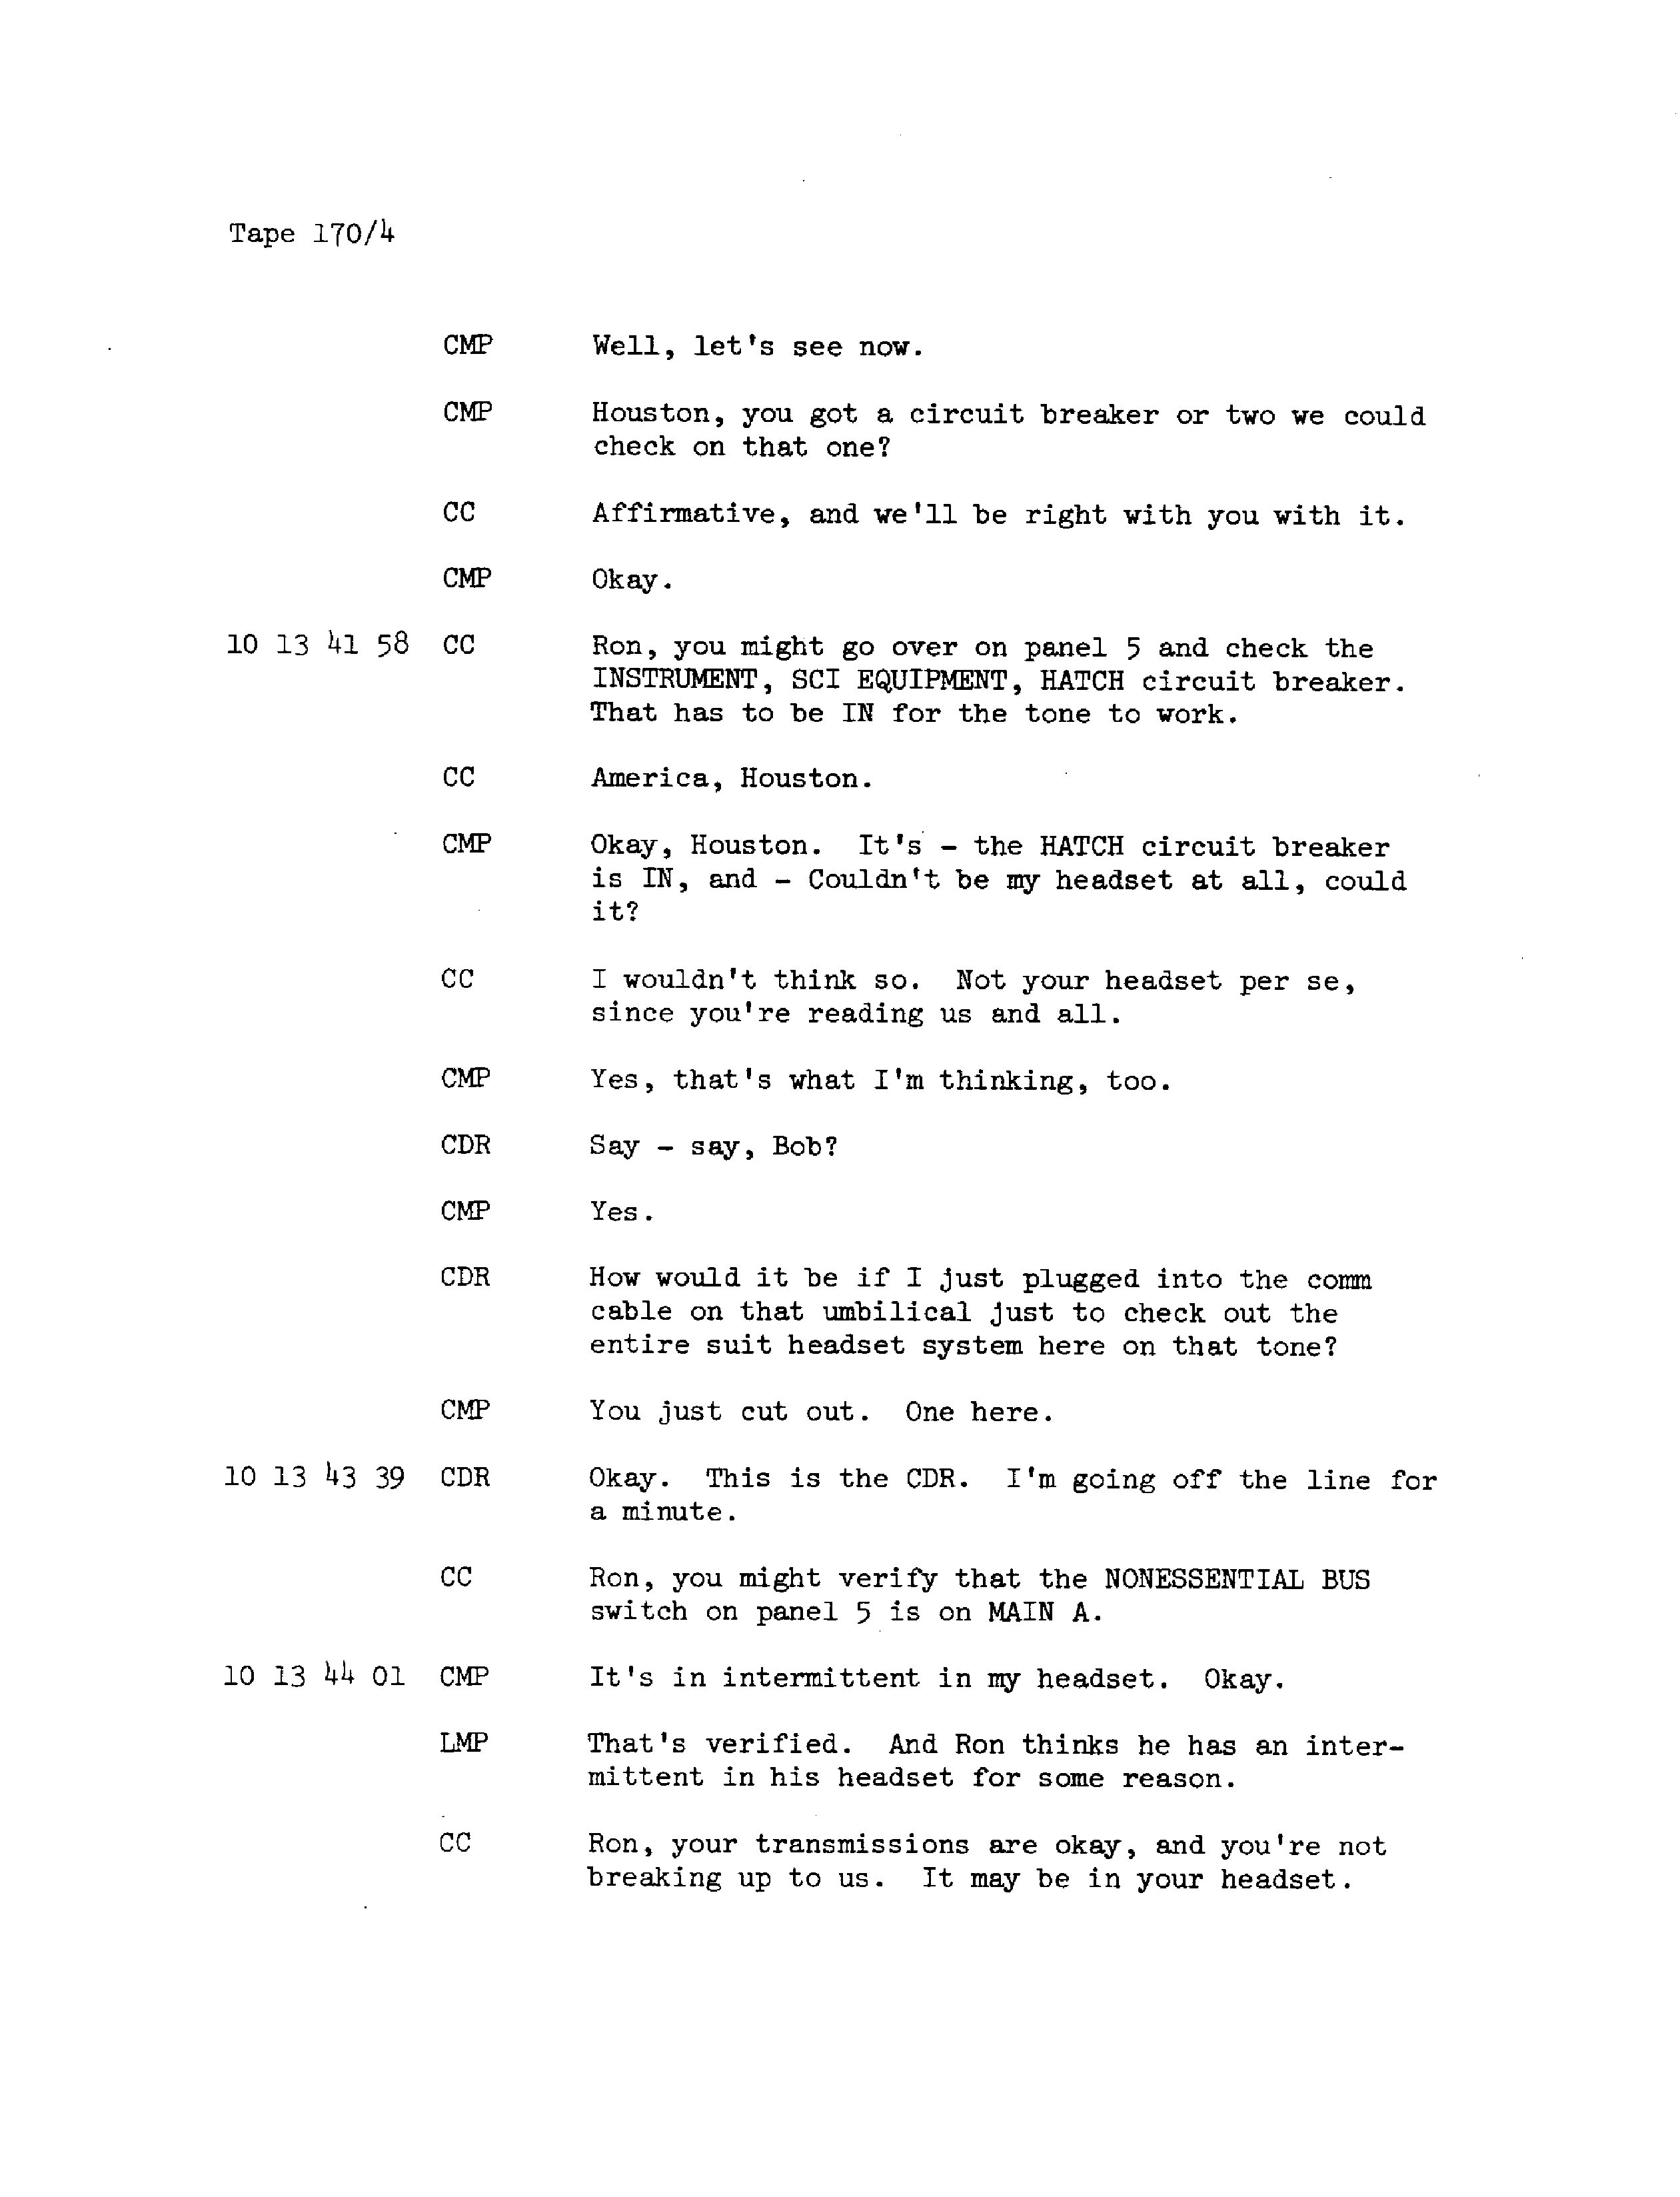 Tape 170/4
CMP Well, let's see now.
CMP Houston, you got a circuit breaker or two we could
check on that one?
CC Affirmative, and we'll be right with you with it.
CMP Okay.
10 13 41 58 CC Ron, you might go over on panel 5 and check the
INSTRUMENT, SCI EQUIPMENT, HATCH circuit breaker.
That has to be IN for the tone to work.
CC America, Houston.
CMP Okay, Houston. It's - the HATCH circuit breaker
is IN, and - Couldn't be my headset at all, could
it?
CC I wouldn't think so. Not your headset per se,
since you're reading us and all.
CMP Yes, that's what I'm thinking, too.
CDR Say - say, Bob?
CMP Yes.
CDR How would it be if I just plugged into the comm
cable on that umbilical just to check out the
entire suit headset system here on that tone?
CMP You just cut out. One here.
10 13 43 39 CDR Okay. This is the CDR. I'm going off the line for
a minute.
CC Ron, you might verify that the NONESSENTIAL BUS
switch on panel 5 is on MAIN A.
10 13 44 01 CMP It's in intermittent in my headset. Okay.
LMP That's verified. And Ron thinks he has an inter-
mittent in his headset for some reason.
CC Ron, your transmissions are okay, and you're not
breaking up to us. It may be in your headset.